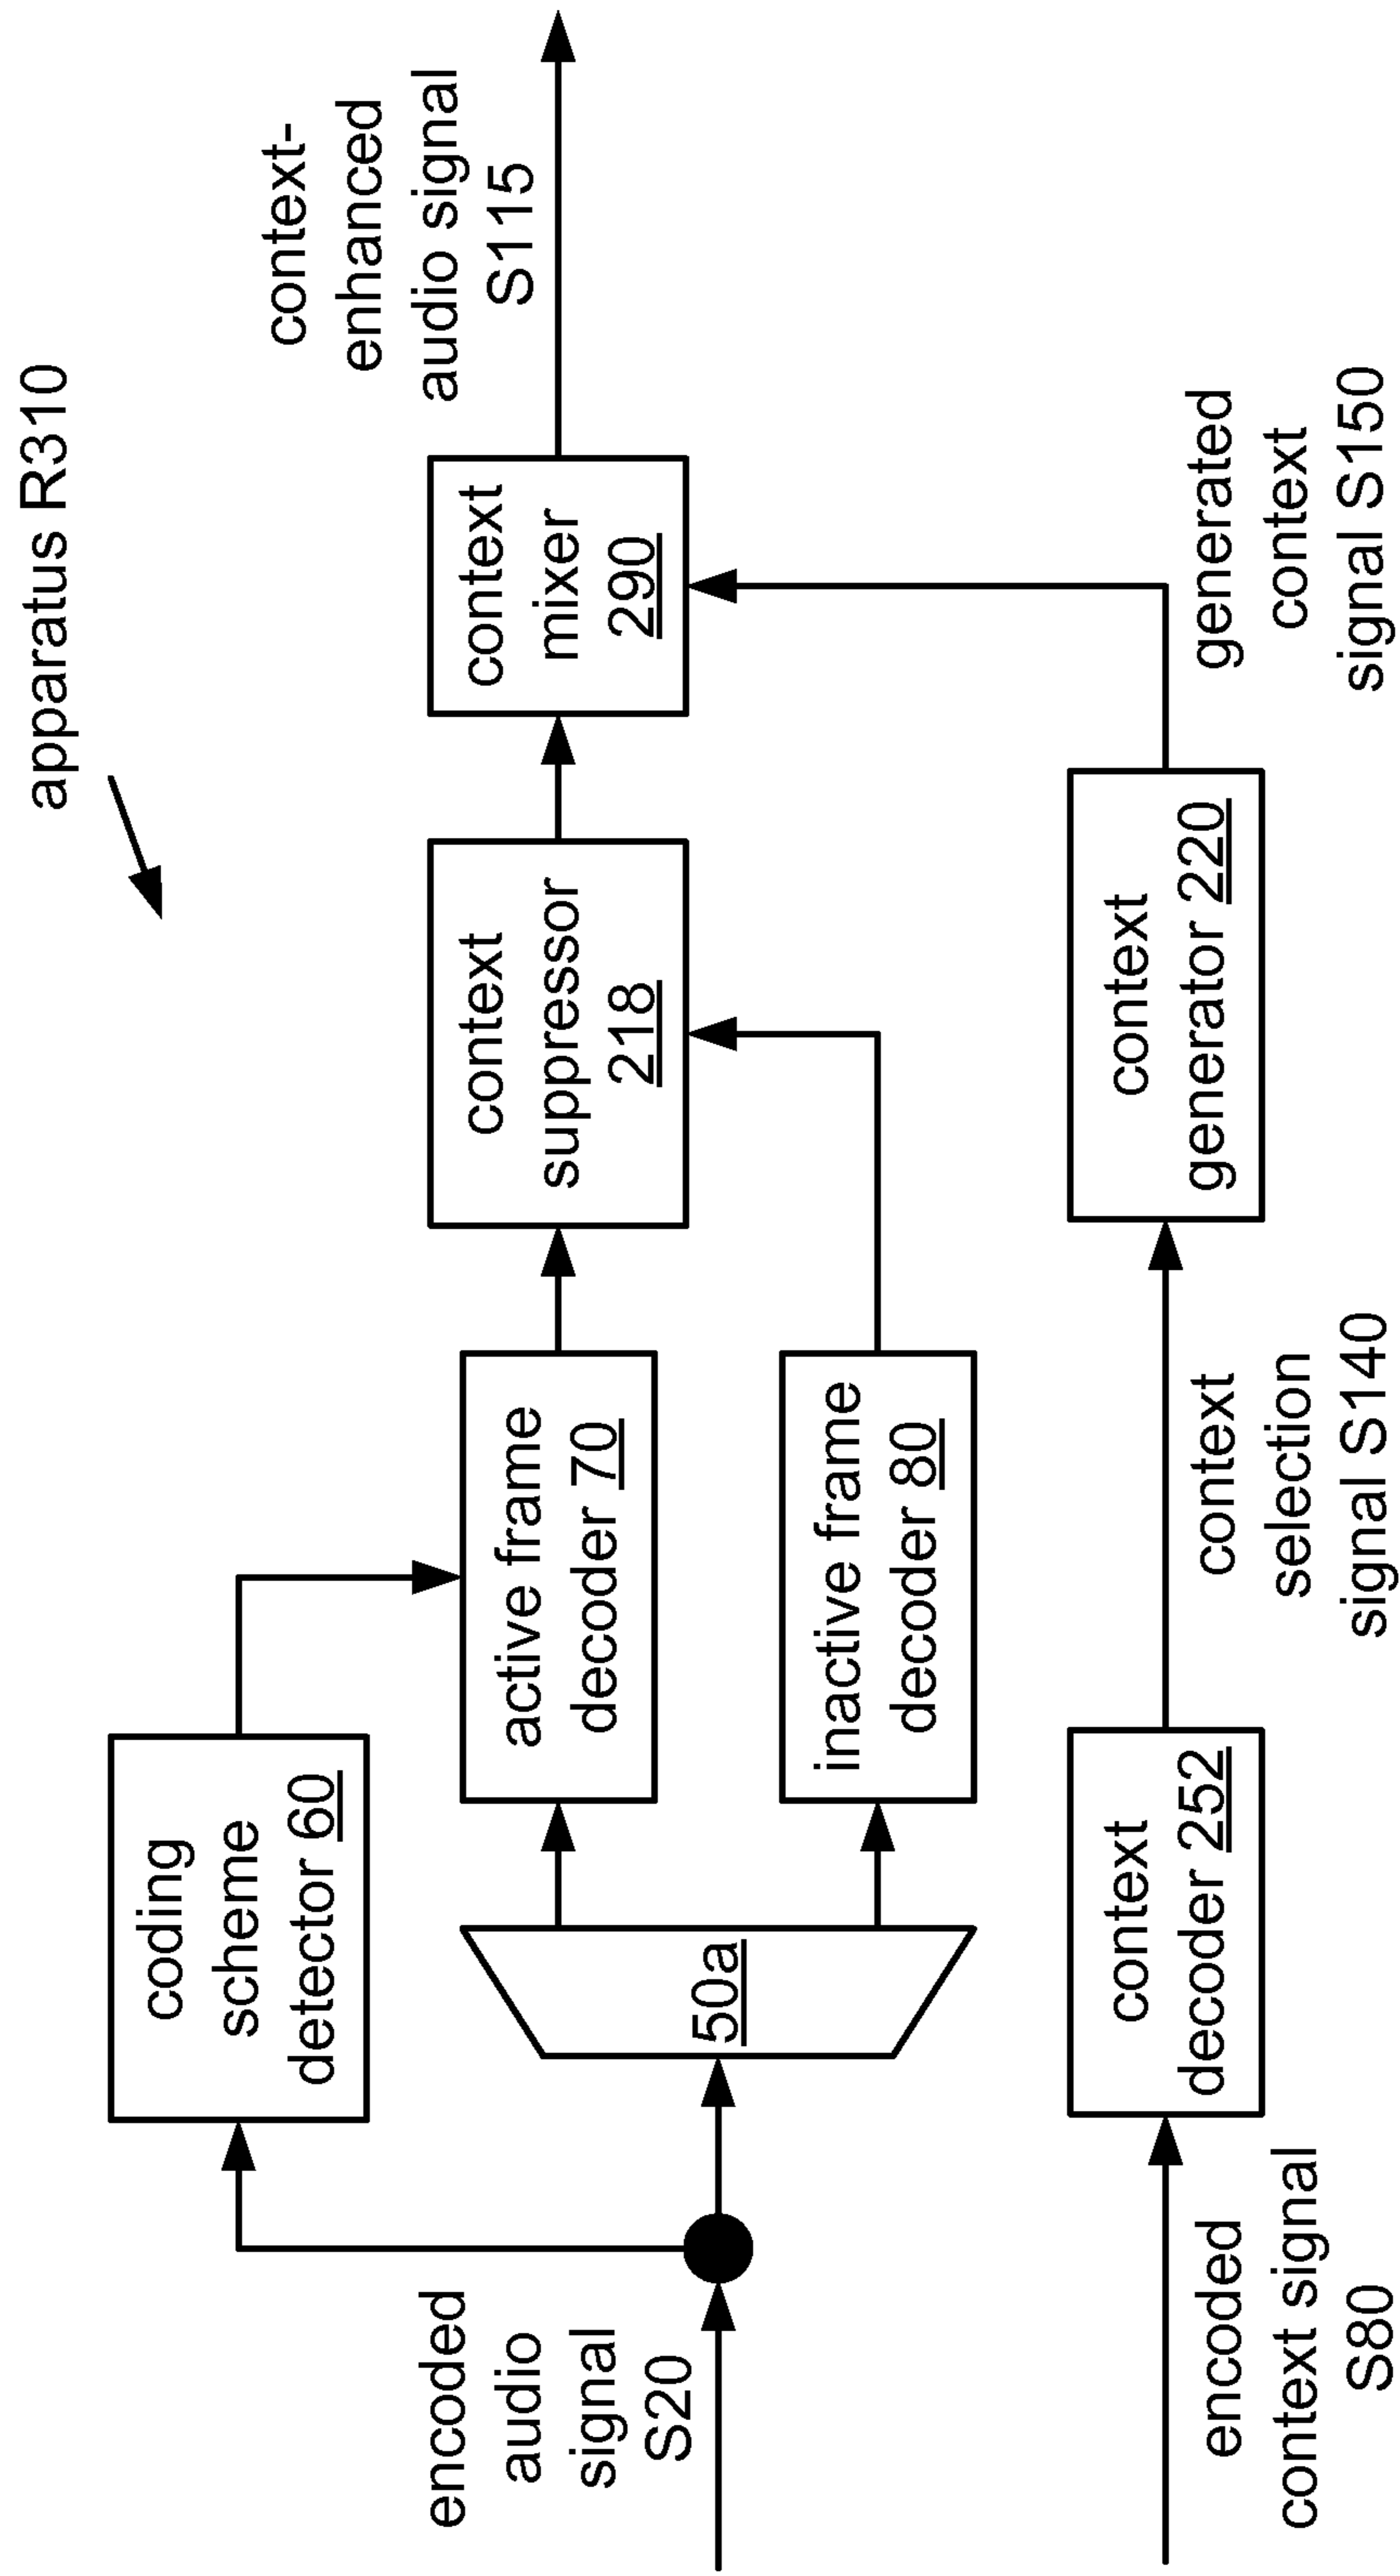 apparatus R310
encoded
audio
signal
S20
coding
scheme
detector 60
50a
active frame
decoder 70
inactive frame
decoder 80
context
suppressor
218
context
mixer
290
context-
enhanced
audio signal
S115
encoded
context signal
S80
context
decoder 252
context
selection
signal S140
context
generator 220
generated
context
signal S150